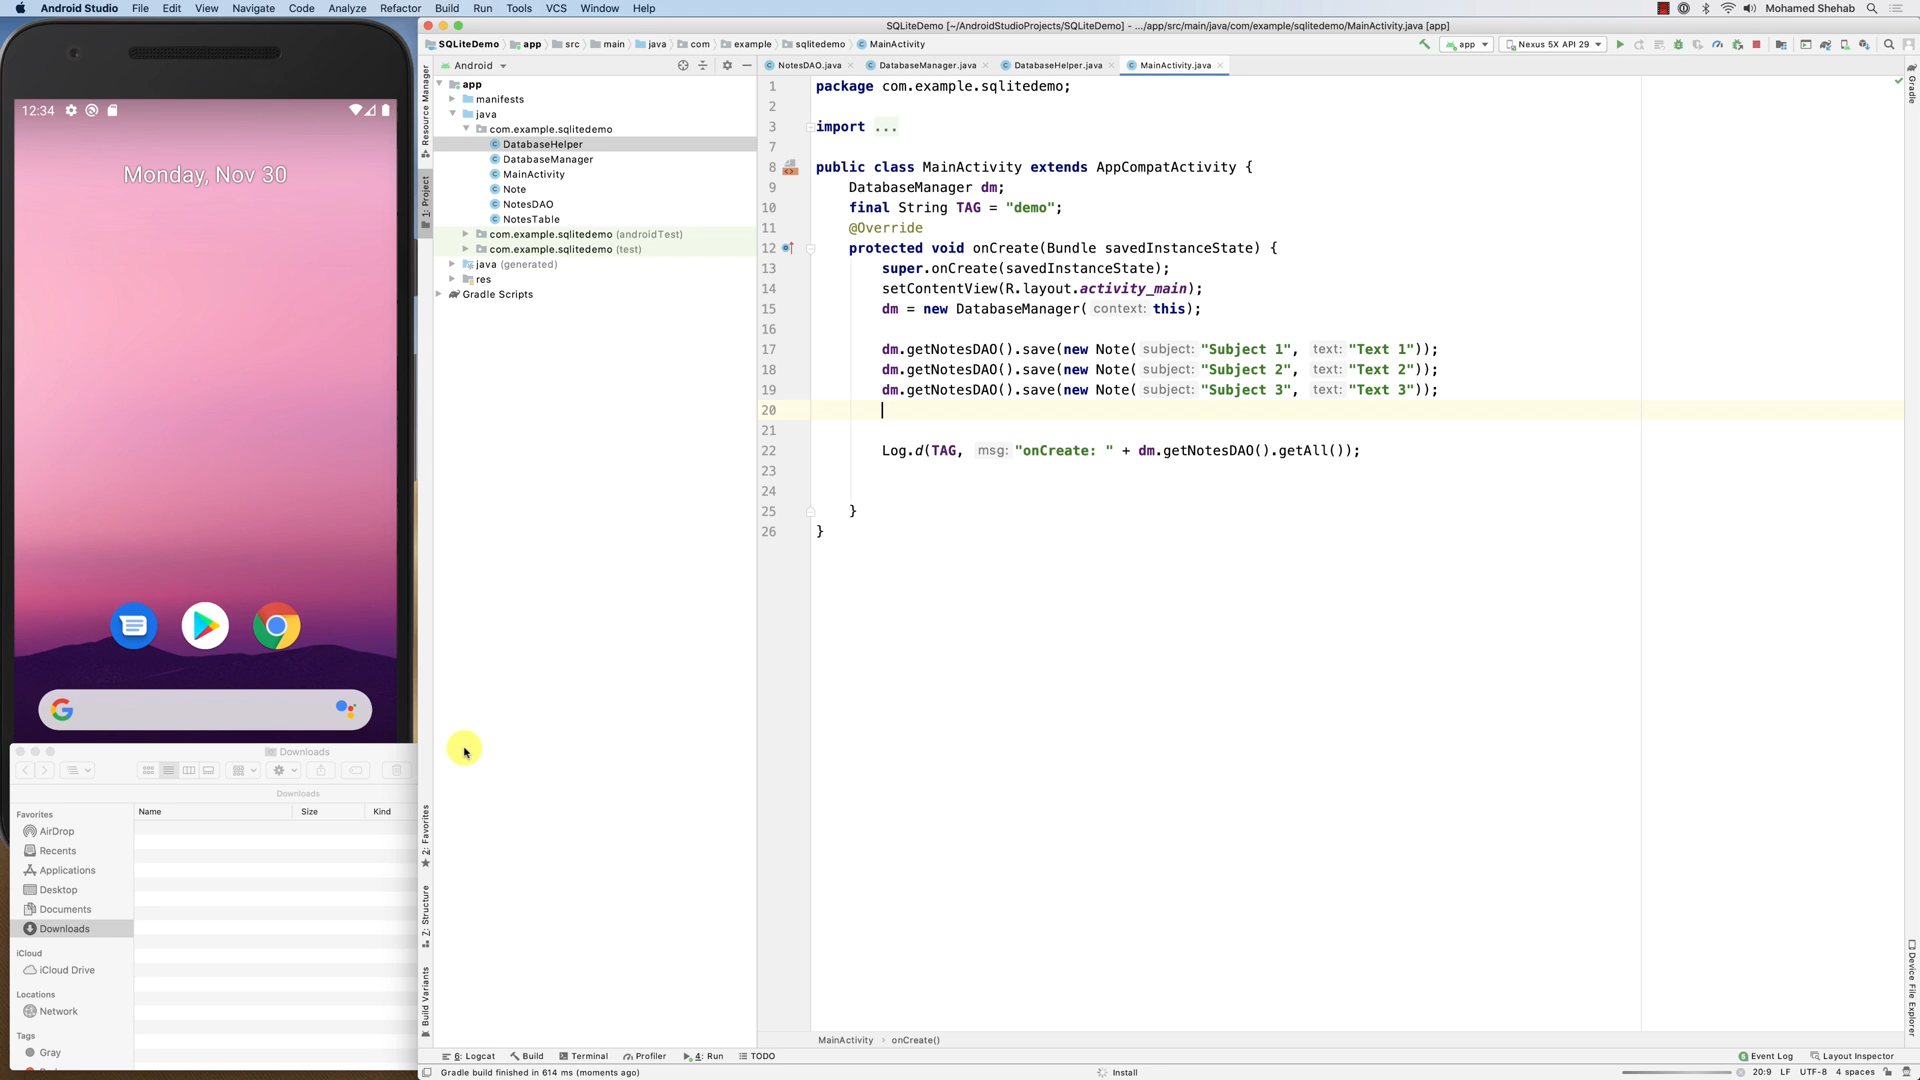 Android Studio File Edit View Navigate Code Analyze Refactor Build Run Tools VCS Window Help Mohamed Shehab
SQLiteDemo [~/AndroidStudioProjects/SQLiteDemo] - .../app/src/main/java/com/example/sqlitedemo/MainActivity.java [app]
SQLiteDemo app src main java com example sqlitedemo MainActivity app Nexus 5X API 29
Android
NotesDAO.java DatabaseManager.java DatabaseHelper.java MainActivity.java
Resource Manager
1: Project
2: Favorites
7: Structure
Build Variants
Gradle
Device File Explorer
app
manifests
java
com.example.sqlitedemo
DatabaseHelper
DatabaseManager
MainActivity
Note
NotesDAO
NotesTable
com.example.sqlitedemo (androidTest)
com.example.sqlitedemo (test)
java (generated)
res
Gradle Scripts
1 package com.example.sqlitedemo;
2
3 import ...
7
8 public class MainActivity extends AppCompatActivity {
9 DatabaseManager dm;
10 final String TAG = "demo";
11 @Override
12 protected void onCreate(Bundle savedInstanceState) {
13 super.onCreate(savedInstanceState);
14 setContentView(R.layout.activity_main);
15 dm = new DatabaseManager( context: this);
16
17 dm.getNotesDAO().save(new Note( subject: "Subject 1", text: "Text 1"));
18 dm.getNotesDAO().save(new Note( subject: "Subject 2", text: "Text 2"));
19 dm.getNotesDAO().save(new Note( subject: "Subject 3", text: "Text 3"));
20
21
22 Log.d(TAG, msg: "onCreate: " + dm.getNotesDAO().getAll());
23
24
25 }
26 }
MainActivity › onCreate()
6: Logcat Build Terminal Profiler 4: Run TODO Event Log Layout Inspector
Gradle build finished in 614 ms (moments ago) Install 20:9 LF UTF-8 4 spaces
12:34
Monday, Nov 30
Downloads
Downloads
Name Size Kind
Favorites
AirDrop
Recents
Applications
Desktop
Documents
Downloads
iCloud
iCloud Drive
Locations
Network
Tags
Gray